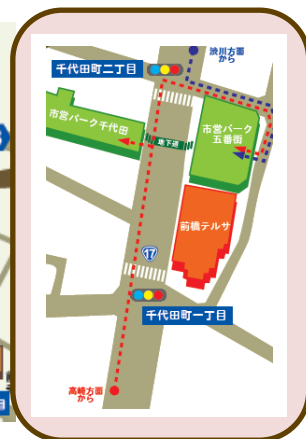 渋川方面
から
千代田町二丁目
市営パーク千代田
地下道
市営パーク
五番街
前橋テルサ
17
千代田町一丁目
高崎方面
から